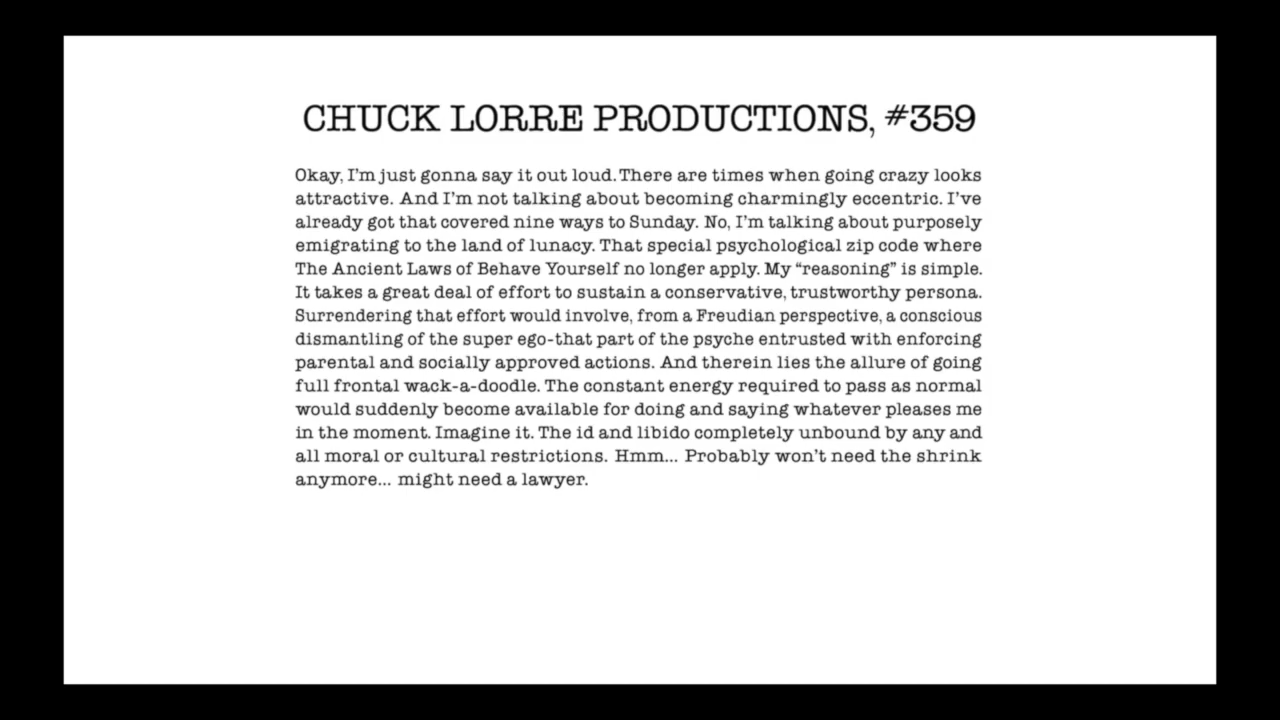 CHUCK LORRE PRODUCTIONS, #359
Okay, I'm just gonna say it out loud. There are times when going crazy looks
attractive. And I'm not talking about becoming charmingly eccentric. I've
already got that covered nine ways to Sunday. No, I'm talking about purposely
emigrating to the land of lunacy. That special psychological zip code where
The Ancient Laws of Behave Yourself no longer apply. My “reasoning” is simple.
It takes a great deal of effort to sustain a conservative, trustworthy persona.
Surrendering that effort would involve, from a Freudian perspective, a conscious
dismantling of the super ego-that part of the psyche entrusted with enforcing
parental and socially approved actions. And therein lies the allure of going
full frontal wack-a-doodle. The constant energy required to pass as normal
would suddenly become available for doing and saying whatever pleases me
in the moment. Imagine it. The id and libido completely unbound by any and
all moral or cultural restrictions. Hmm... Probably won't need the shrink
anymore... might need a lawyer.